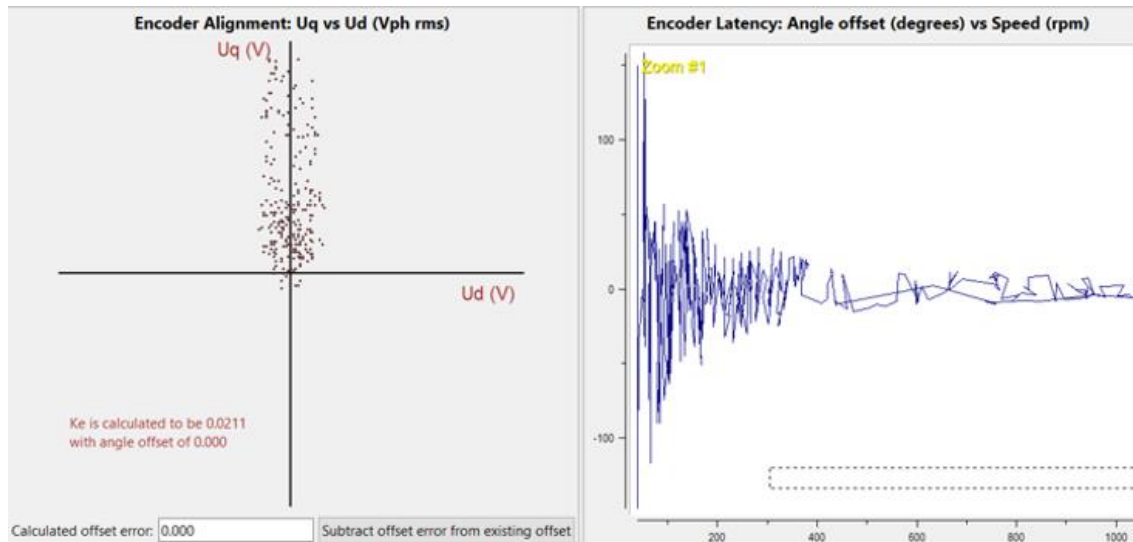 Encoder Alignment: Uq vs Ud (Vph rms)
Uq (V)
Ud (V)
Ke is calculated to be 0.0211
with angle offset of 0.000
Calculated offset error: 0.000 Subtract offset error from existing offset
Encoder Latency: Angle offset (degrees) vs Speed (rpm)
Zoom #1
100
0
-100
200 400 600 800 1000